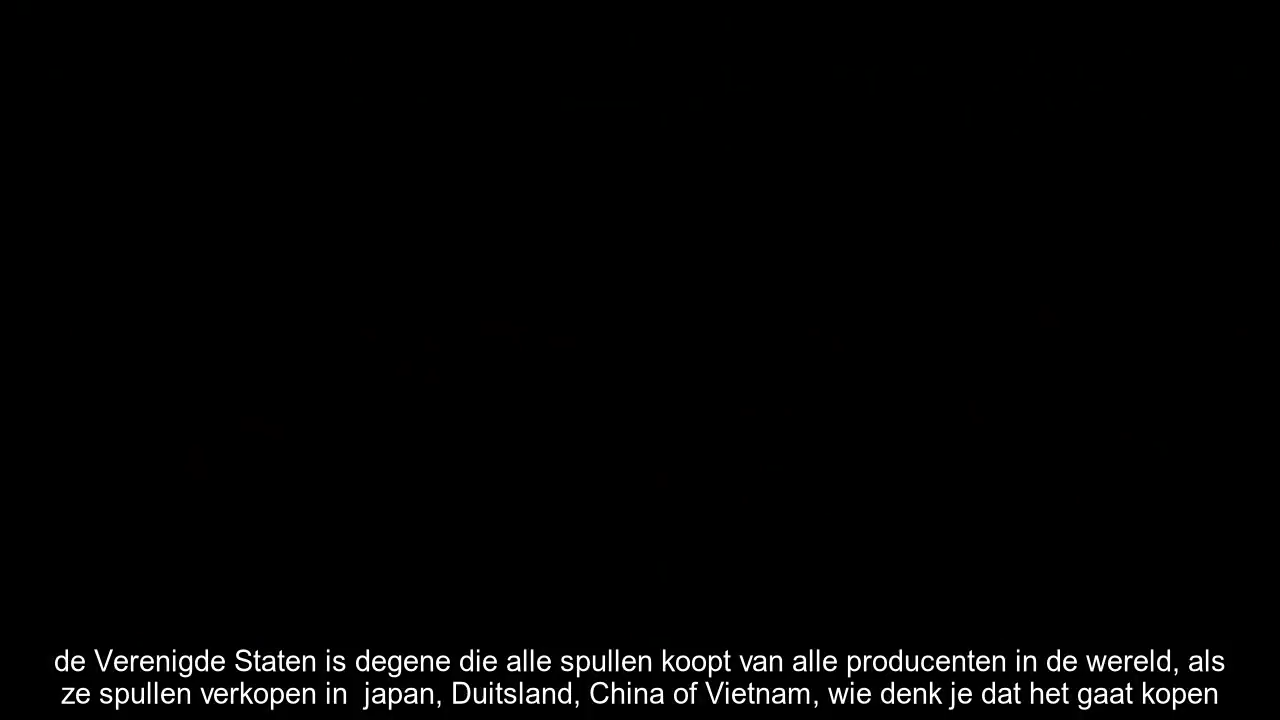 de Verenigde Staten is degene die alle spullen koopt van alle producenten in de wereld, als
ze spullen verkopen in  japan, Duitsland, China of Vietnam, wie denk je dat het gaat kopen